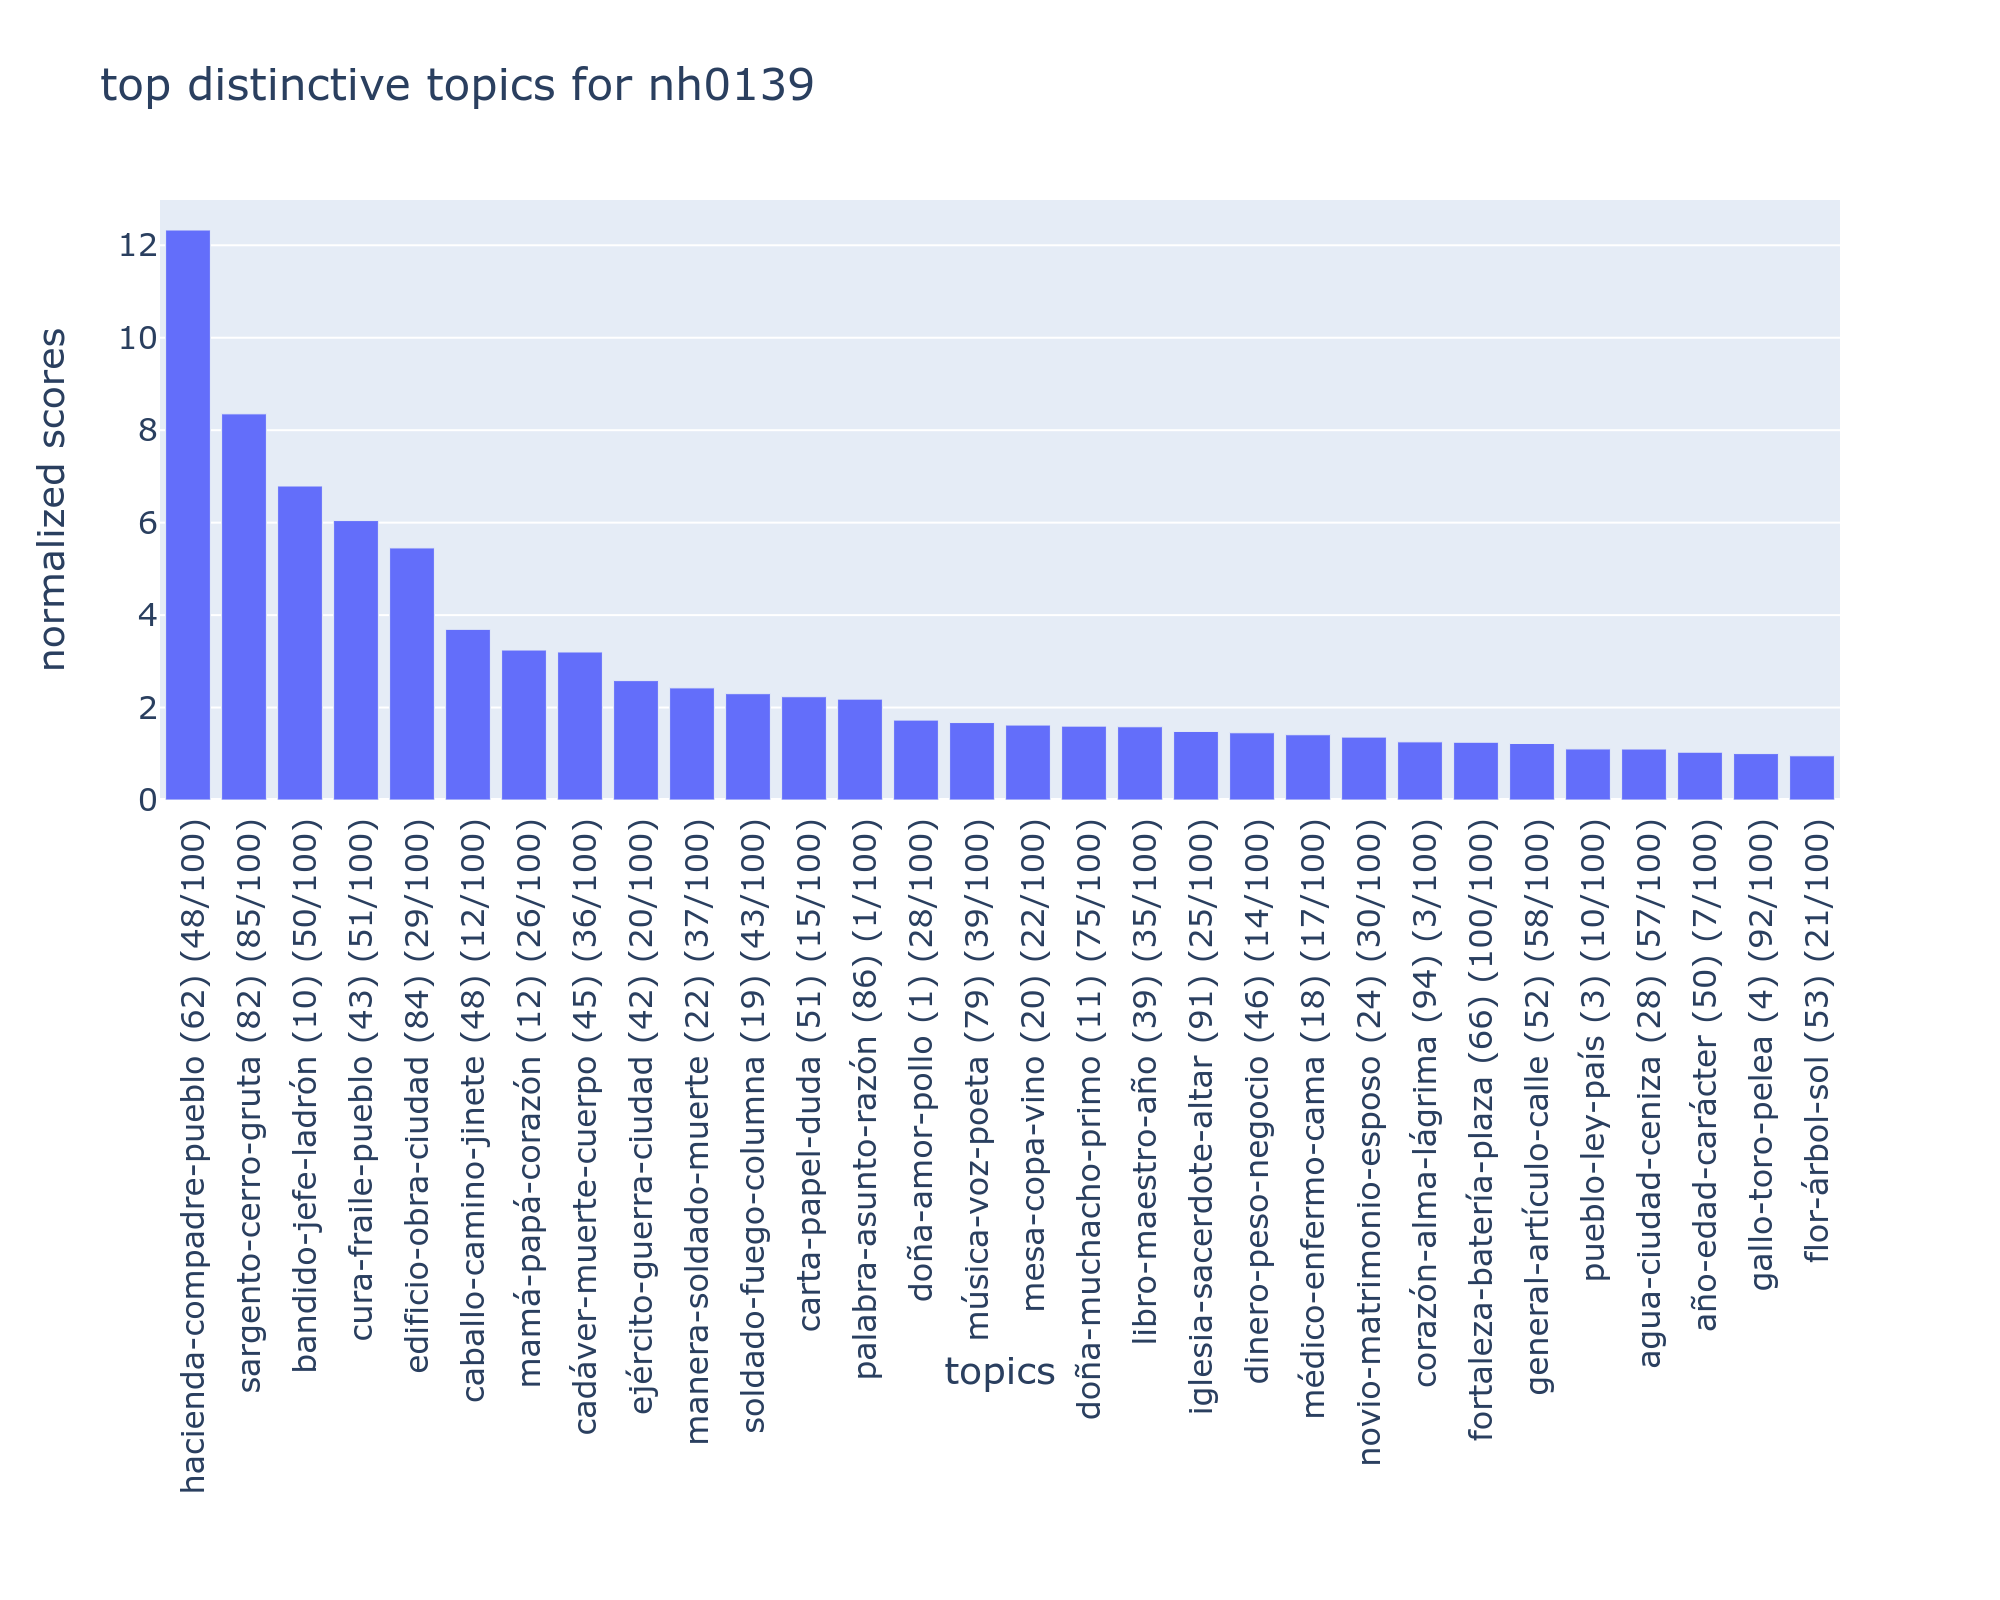 top distinctive topics for nh0139
normalized scores
12
10
8
6
4
2
0
hacienda-compadre-pueblo (62) (48/100)
sargento-cerro-gruta (82) (85/100)
bandido-jefe-ladrón (10) (50/100)
cura-fraile-pueblo (43) (51/100)
edificio-obra-ciudad (84) (29/100)
caballo-camino-jinete (48) (12/100)
mamá-papá-corazón (12) (26/100)
cadáver-muerte-cuerpo (45) (36/100)
ejército-guerra-ciudad (42) (20/100)
manera-soldado-muerte (22) (37/100)
soldado-fuego-columna (19) (43/100)
carta-papel-duda (51) (15/100)
palabra-asunto-razón (86) (1/100)
doña-amor-pollo (1) (28/100)
música-voz-poeta (79) (39/100)
mesa-copa-vino (20) (22/100)
doña-muchacho-primo (11) (75/100)
libro-maestro-año (39) (35/100)
iglesia-sacerdote-altar (91) (25/100)
dinero-peso-negocio (46) (14/100)
médico-enfermo-cama (18) (17/100)
novio-matrimonio-esposo (24) (30/100)
corazón-alma-lágrima (94) (3/100)
fortaleza-batería-plaza (66) (100/100)
general-artículo-calle (52) (58/100)
pueblo-ley-país (3) (10/100)
agua-ciudad-ceniza (28) (57/100)
año-edad-carácter (50) (7/100)
gallo-toro-pelea (4) (92/100)
flor-árbol-sol (53) (21/100)
topics